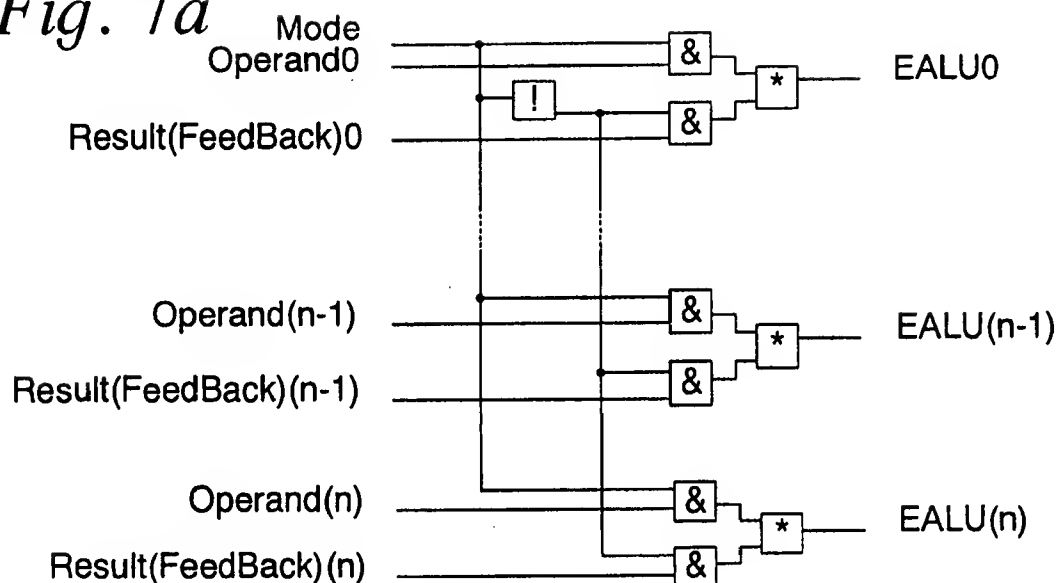 Fig. 7a
Mode
Operand0
&
EALU0
*
!
&
Result(FeedBack)0
Operand(n-1)
&
EALU(n-1)
*
Result(FeedBack)(n-1)
&
Operand(n)
&
EALU(n)
*
Result(FeedBack)(n)
&